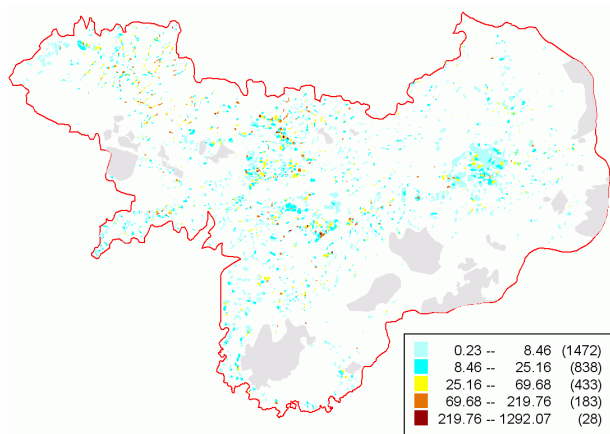 0.23 -- 8.46 (1472)
8.46 -- 25.16 (838)
25.16 -- 69.68 (433)
69.68 -- 219.76 (183)
219.76 -- 1292.07 (28)